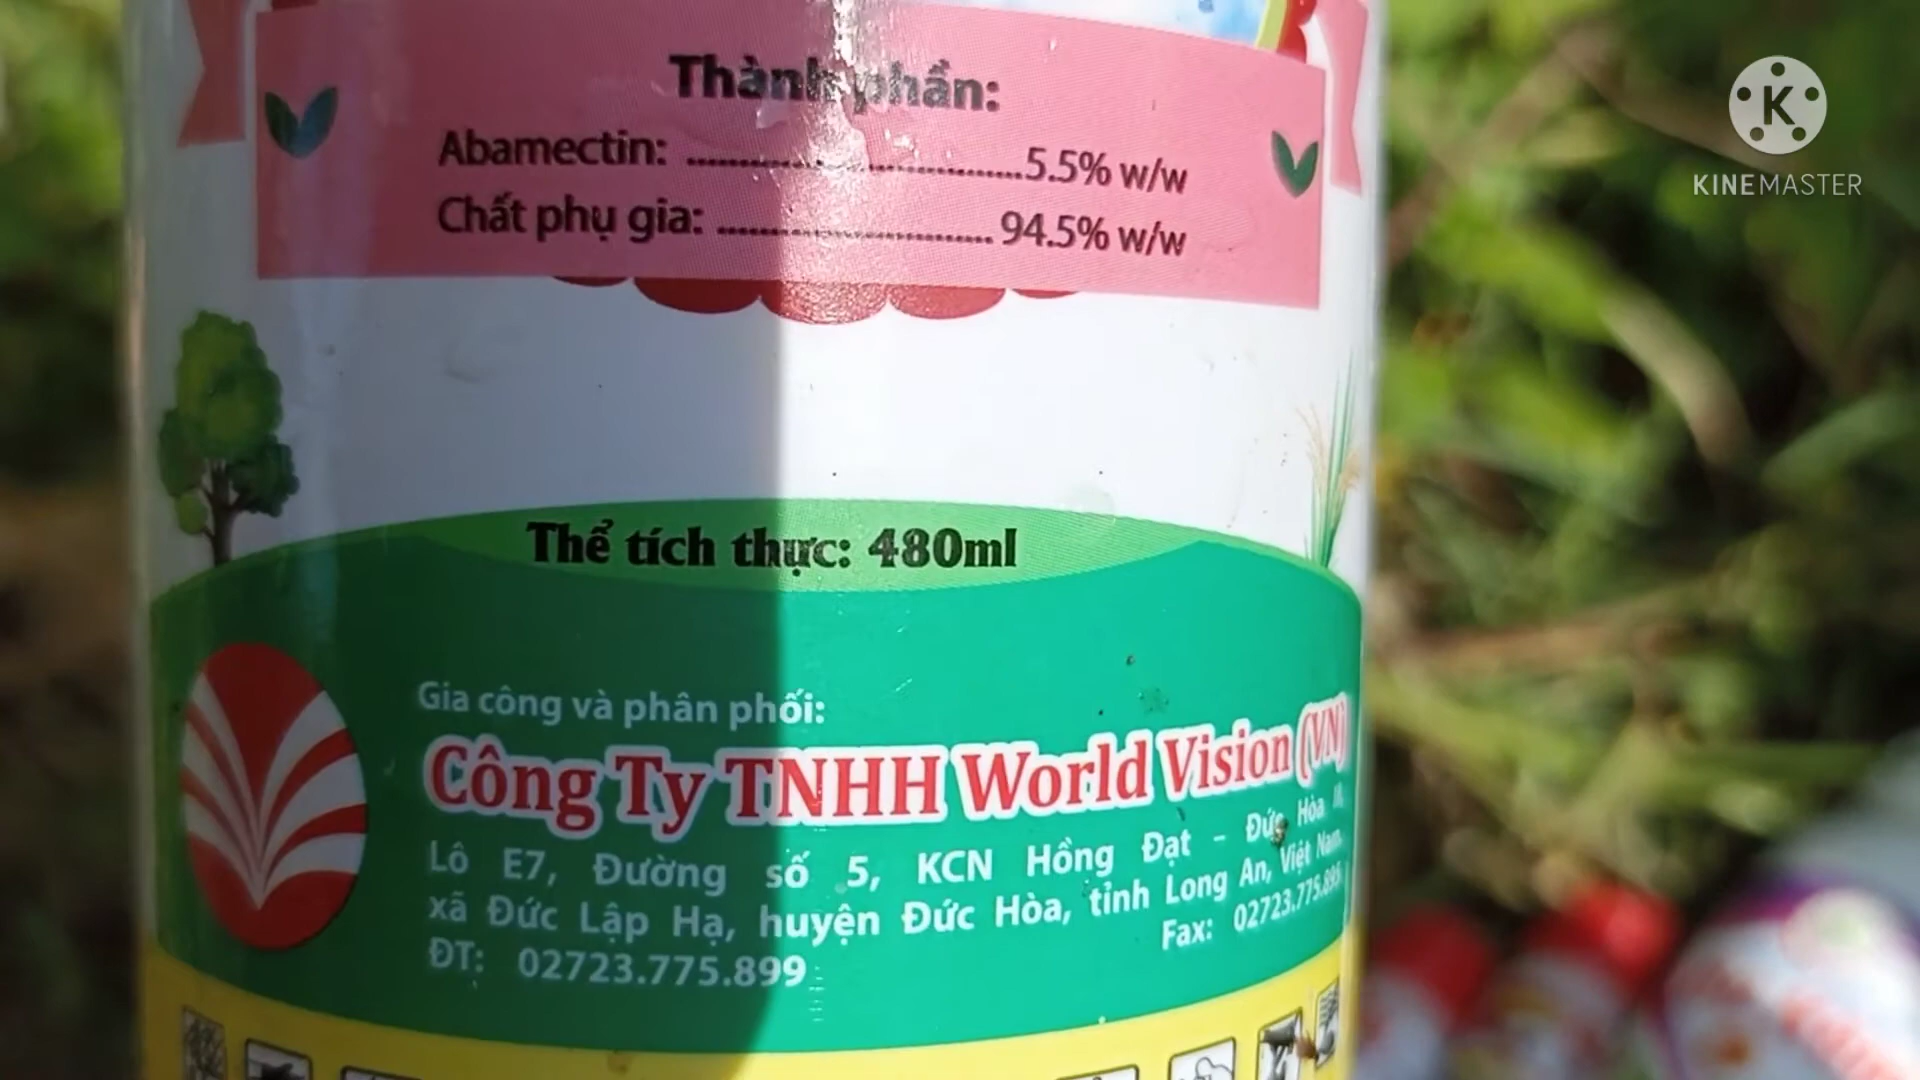 Thành phần:
Abamectin: ........................................5.5% w/w
Chất phụ gia: ................................. 94.5% w/w
Thể tích thực: 480ml
Gia công và phân phối:
Công Ty TNHH World Vision (VN)
Lô E7, Đường số 5, KCN Hồng Đạt - Đức Hòa
xã Đức Lập Hạ, huyện Đức Hòa, tỉnh Long An, Việt Nam.
ĐT: 02723.775.899 Fax: 02723.775.895
K
KINEMASTER